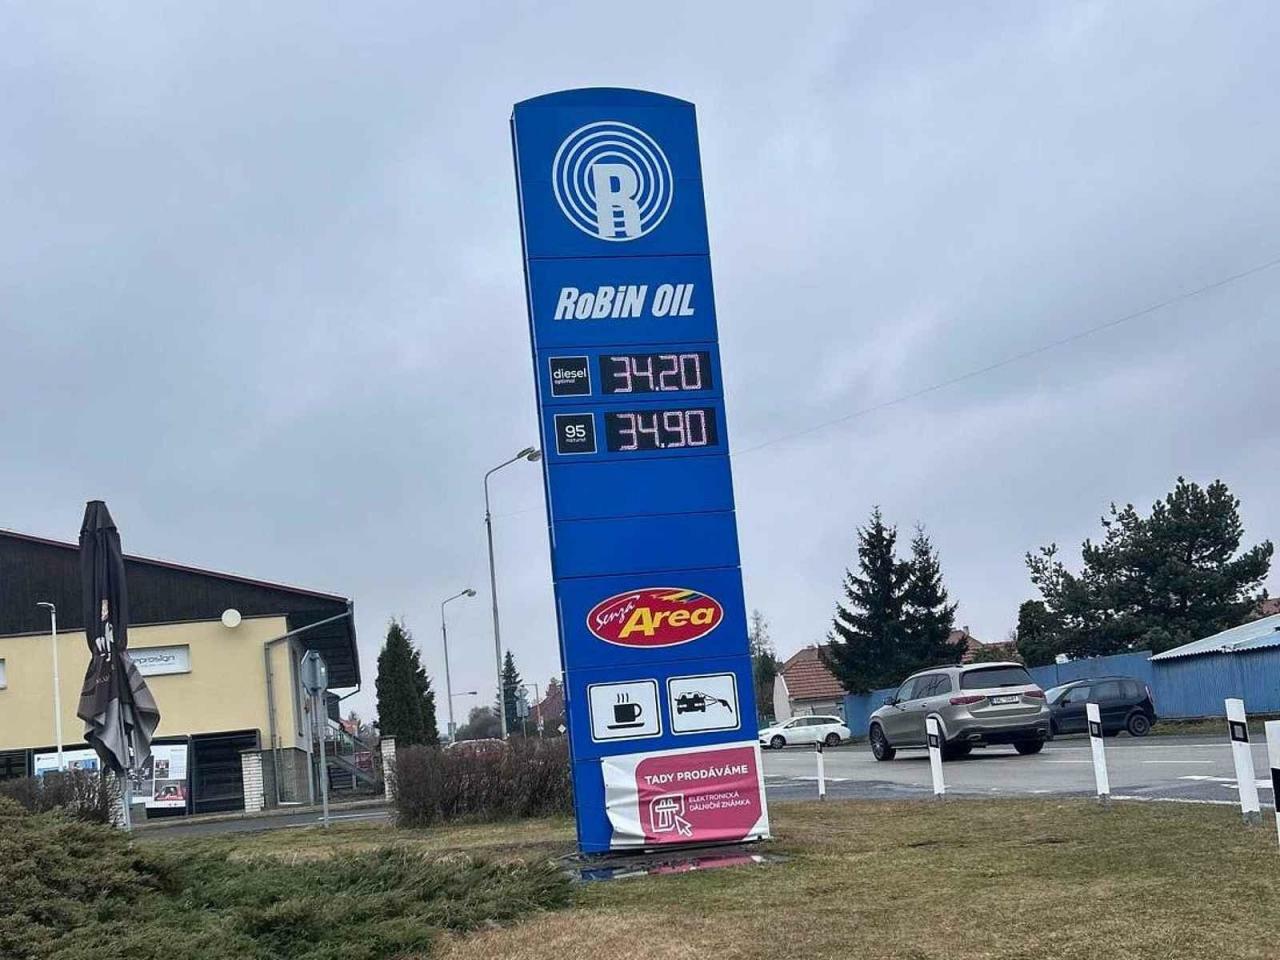 R
RoBiN OIL
diesel
optimal
34.20
95
natural
34.90
Senza
Area
TADY PRODÁVÁME
ELEKTRONICKÁ
DÁLNIČNÍ ZNÁMKA